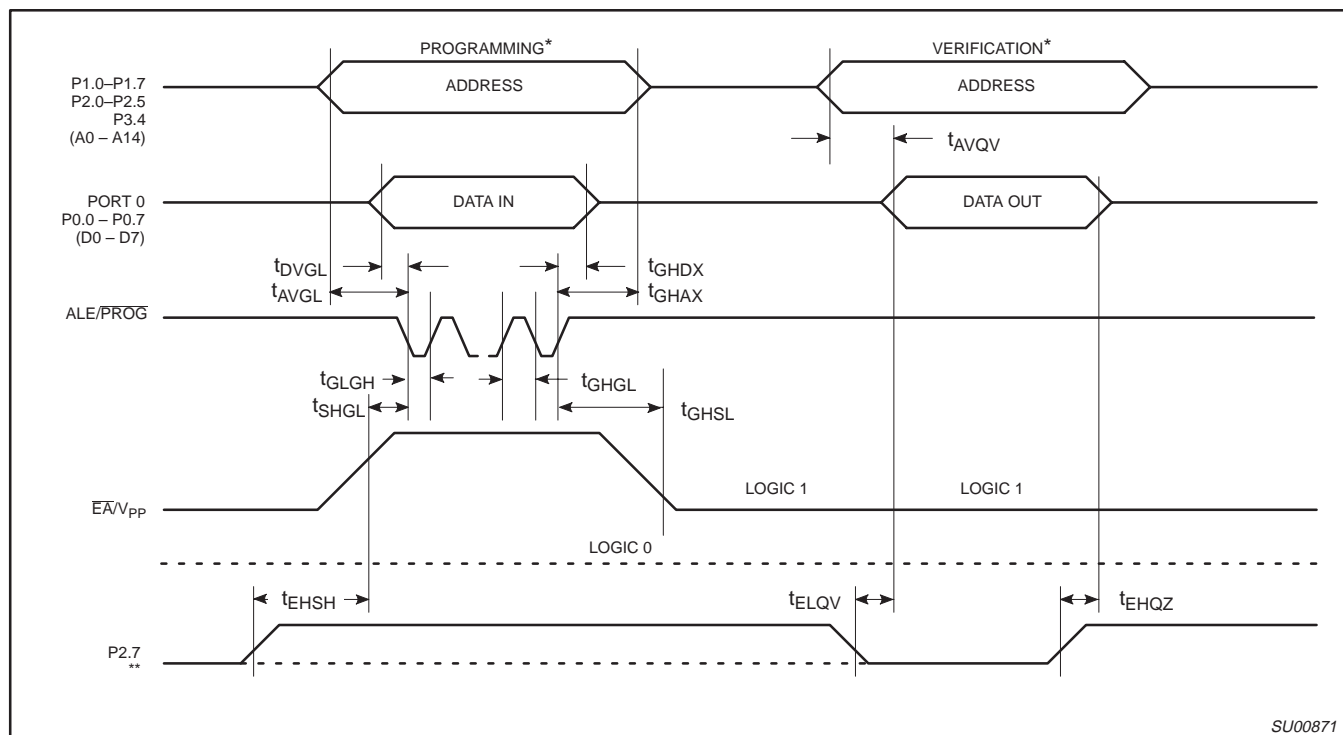 PROGRAMMING*
VERIFICATION*
P1.0–P1.7
P2.0–P2.5
P3.4
(A0 – A14)
ADDRESS
ADDRESS
tAVQV
PORT 0
P0.0 – P0.7
(D0 – D7)
DATA IN
DATA OUT
tDVGL
tGHDX
tAVGL
tGHAX
ALE/PROG
tGLGH
tGHGL
tSHGL
tGHSL
EA/VPP
LOGIC 1
LOGIC 1
LOGIC 0
tEHSH
tELQV
tEHQZ
P2.7
**
SU00871